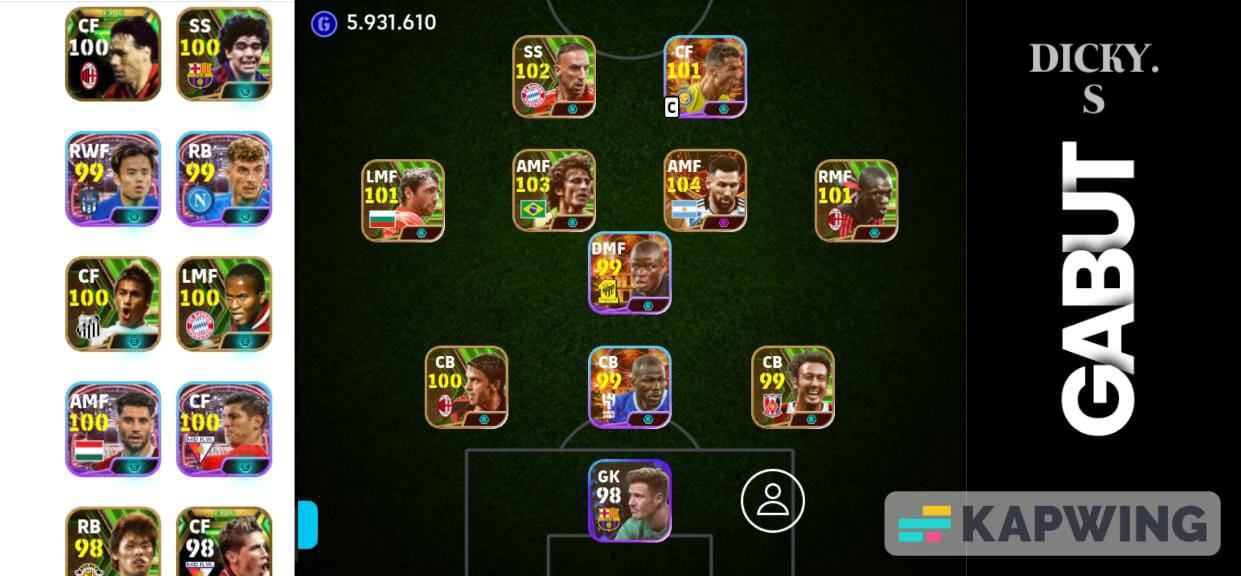 CF
100
SS
100
RWF
99
RB
99
CF
100
LMF
100
AMF
100
CF
100
RB
98
CF
98
5.931.610
SS
102
CF
101
C
LMF
101
AMF
103
AMF
104
RMF
101
DMF
99
CB
100
CB
99
CB
99
GK
98
DICKY.
S
GABUT
KAPWING